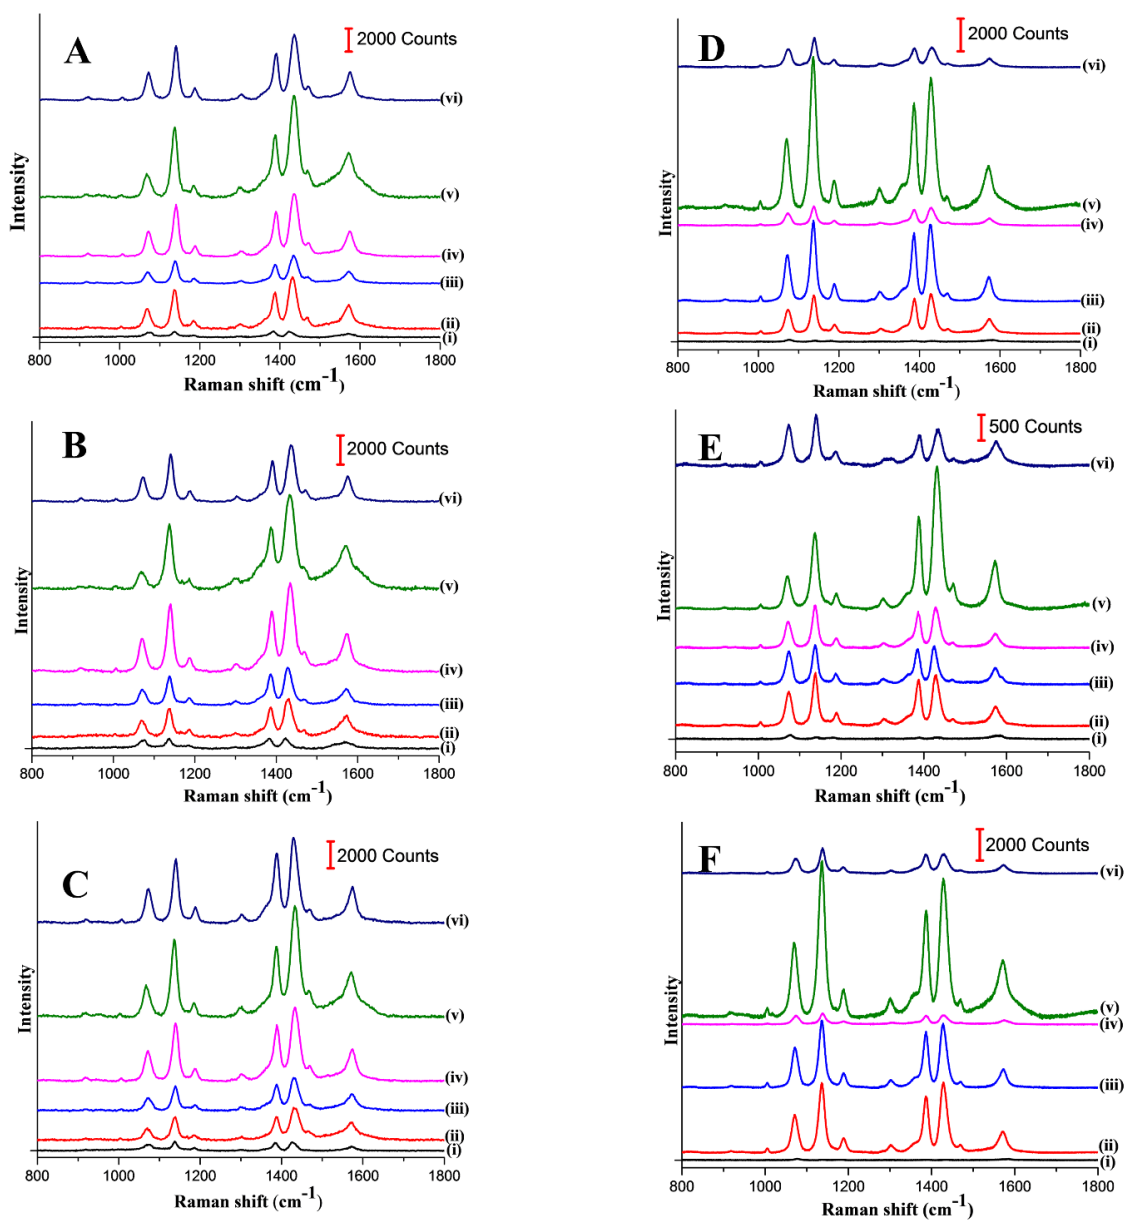 A
2000 Counts
(vi)
(v)
(iv)
(iii)
(ii)
(i)
Intensity
800 1000 1200 1400 1600 1800
Raman shift (cm-1)
D
2000 Counts
(vi)
(v)
(iv)
(iii)
(ii)
(i)
Intensity
800 1000 1200 1400 1600 1800
Raman shift (cm-1)
B
2000 Counts
(vi)
(v)
(iv)
(iii)
(ii)
(i)
Intensity
800 1000 1200 1400 1600 1800
Raman shift (cm-1)
E
500 Counts
(vi)
(v)
(iv)
(iii)
(ii)
(i)
Intensity
800 1000 1200 1400 1600 1800
Raman shift (cm-1)
C
2000 Counts
(vi)
(v)
(iv)
(iii)
(ii)
(i)
Intensity
800 1000 1200 1400 1600 1800
Raman shift (cm-1)
F
2000 Counts
(vi)
(v)
(iv)
(iii)
(ii)
(i)
Intensity
800 1000 1200 1400 1600 1800
Raman shift (cm-1)